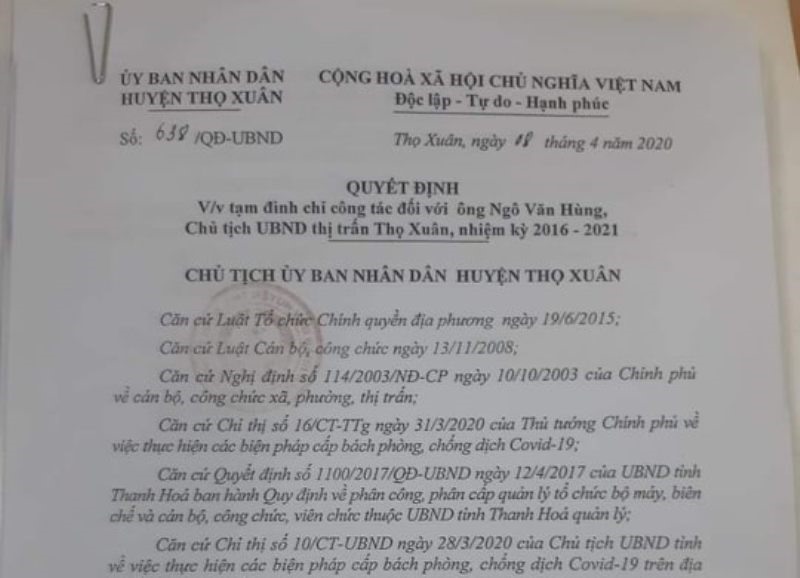 ỦY BAN NHÂN DÂN
HUYỆN THỌ XUÂN
CỘNG HOÀ XÃ HỘI CHỦ NGHĨA VIỆT NAM
Độc lập - Tự do - Hạnh phúc
Số: 638 /QĐ-UBND
Thọ Xuân, ngày 08 tháng 4 năm 2020
QUYẾT ĐỊNH
V/v tạm đình chỉ công tác đối với ông Ngô Văn Hùng,
Chủ tịch UBND thị trấn Thọ Xuân, nhiệm kỳ 2016 - 2021
CHỦ TỊCH ỦY BAN NHÂN DÂN HUYỆN THỌ XUÂN
Căn cứ Luật Tổ chức Chính quyền địa phương ngày 19/6/2015;
Căn cứ Luật Cán bộ, công chức ngày 13/11/2008;
Căn cứ Nghị định số 114/2003/NĐ-CP ngày 10/10/2003 của Chính phủ
về cán bộ, công chức xã, phường, thị trấn;
Căn cứ Chỉ thị số 16/CT-TTg ngày 31/3/2020 của Thủ tướng Chính phủ về
việc thực hiện các biện pháp cấp bách phòng, chống dịch Covid-19;
Căn cứ Quyết định số 1100/2017/QĐ-UBND ngày 12/4/2017 của UBND tỉnh
Thanh Hoá ban hành Quy định về phân công, phân cấp quản lý tổ chức bộ máy, biên
chế và cán bộ, công chức, viên chức thuộc UBND tỉnh Thanh Hoá quản lý;
Căn cứ Chỉ thị số 10/CT-UBND ngày 28/3/2020 của Chủ tịch UBND tỉnh
về việc thực hiện các biện pháp cấp bách phòng, chống dịch Covid-19 trên địa